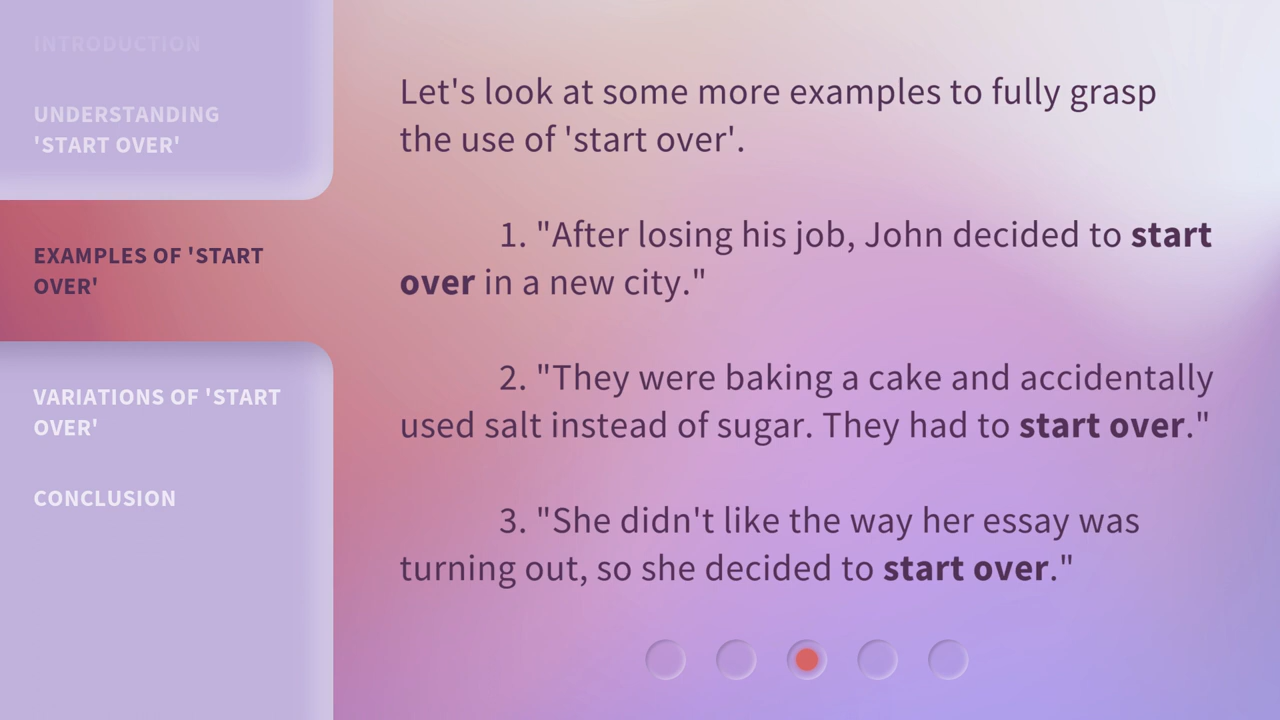 INTRODUCTION
UNDERSTANDING
'START OVER'
EXAMPLES OF 'START
OVER'
VARIATIONS OF 'START
OVER'
CONCLUSION
Let's look at some more examples to fully grasp
the use of 'start over'.
1. "After losing his job, John decided to start
over in a new city."
2. "They were baking a cake and accidentally
used salt instead of sugar. They had to start over."
3. "She didn't like the way her essay was
turning out, so she decided to start over."